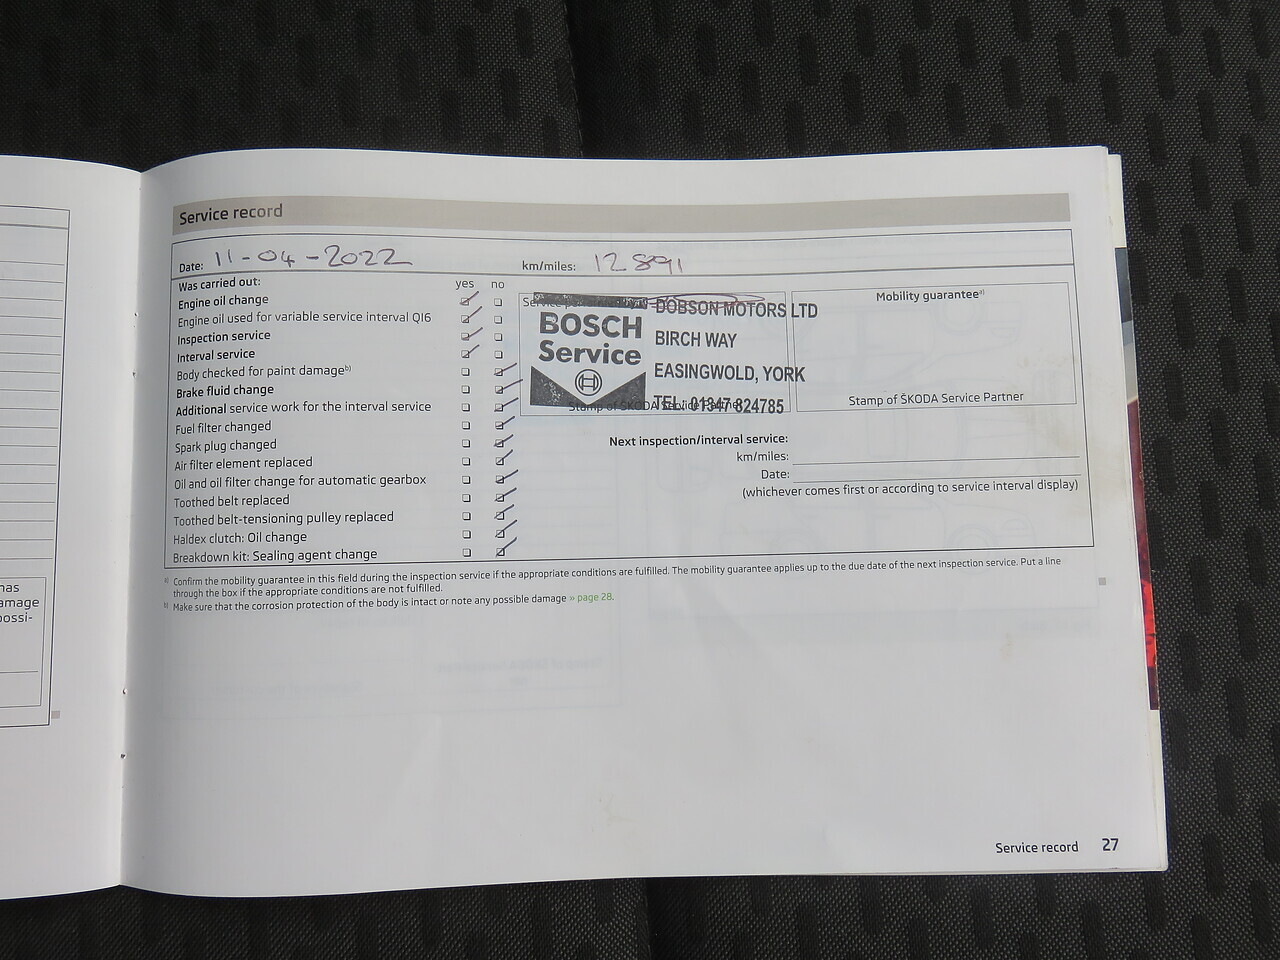 Service record
Date: 11-04-2022 km/miles: 12891
Was carried out: yes no
Engine oil change
Engine oil used for variable service interval QI6
Inspection service
Interval service
Body checked for paint damage b)
Brake fluid change
Additional service work for the interval service
Fuel filter changed
Spark plug changed
Air filter element replaced
Oil and oil filter change for automatic gearbox
Toothed belt replaced
Toothed belt-tensioning pulley replaced
Haldex clutch: Oil change
Breakdown kit: Sealing agent change
BOSCH
Service
DOBSON MOTORS LTD
BIRCH WAY
EASINGWOLD, YORK
TEL. 01347 824785
Stamp of ŠKODA Service Partner
Mobility guarantee a)
Stamp of ŠKODA Service Partner
Next inspection/interval service:
km/miles:
Date:
(whichever comes first or according to service interval display)
a) Confirm the mobility guarantee in this field during the inspection service if the appropriate conditions are fulfilled. The mobility guarantee applies up to the due date of the next inspection service. Put a line
through the box if the appropriate conditions are not fulfilled.
b) Make sure that the corrosion protection of the body is intact or note any possible damage » page 28.
Service record 27